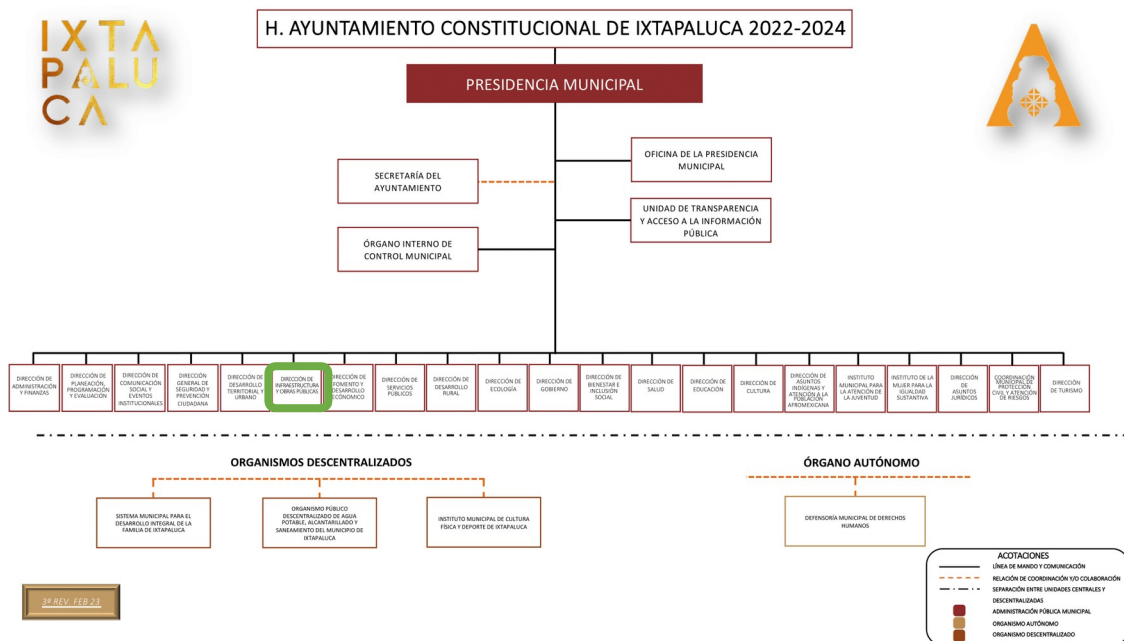 IXTA
PALU
CA
H. AYUNTAMIENTO CONSTITUCIONAL DE IXTAPALUCA 2022-2024
PRESIDENCIA MUNICIPAL
OFICINA DE LA PRESIDENCIA
MUNICIPAL
SECRETARÍA DEL
AYUNTAMIENTO
UNIDAD DE TRANSPARENCIA
Y ACCESO A LA INFORMACIÓN
PÚBLICA
ÓRGANO INTERNO DE
CONTROL MUNICIPAL
DIRECCIÓN DE
ADMINISTRACIÓN
Y FINANZAS
DIRECCIÓN DE
PLANEACIÓN,
PROGRAMACIÓN
Y EVALUACIÓN
DIRECCIÓN DE
COMUNICACIÓN
SOCIAL Y
EVENTOS
INSTITUCIONALES
DIRECCIÓN
GENERAL DE
SEGURIDAD Y
PREVENCIÓN
CIUDADANA
DIRECCIÓN DE
DESARROLLO
TERRITORIAL Y
URBANO
DIRECCIÓN DE
INFRAESTRUCTURA
Y OBRAS PÚBLICAS
DIRECCIÓN DE
FOMENTO Y
DESARROLLO
ECONÓMICO
DIRECCIÓN DE
SERVICIOS
PÚBLICOS
DIRECCIÓN DE
DESARROLLO
RURAL
DIRECCIÓN DE
ECOLOGÍA
DIRECCIÓN DE
GOBIERNO
DIRECCIÓN DE
BIENESTAR E
INCLUSIÓN
SOCIAL
DIRECCIÓN DE
SALUD
DIRECCIÓN DE
EDUCACIÓN
DIRECCIÓN DE
CULTURA
DIRECCIÓN DE
ASUNTOS
INDÍGENAS Y
ATENCIÓN A LA
POBLACIÓN
AFROMEXICANA
INSTITUTO
MUNICIPAL PARA
LA ATENCIÓN DE
LA JUVENTUD
INSTITUTO DE LA
MUJER PARA LA
IGUALDAD
SUSTANTIVA
DIRECCIÓN
DE
ASUNTOS
JURÍDICOS
COORDINACIÓN
MUNICIPAL DE
PROTECCIÓN
CIVIL Y ATENCIÓN
DE RIESGOS
DIRECCIÓN
DE TURISMO
ORGANISMOS DESCENTRALIZADOS
SISTEMA MUNICIPAL PARA EL
DESARROLLO INTEGRAL DE LA
FAMILIA DE IXTAPALUCA
ORGANISMO PÚBLICO
DESCENTRALIZADO DE AGUA
POTABLE, ALCANTARILLADO Y
SANEAMIENTO DEL MUNICIPIO DE
IXTAPALUCA
INSTITUTO MUNICIPAL DE CULTURA
FÍSICA Y DEPORTE DE IXTAPALUCA
ÓRGANO AUTÓNOMO
DEFENSORÍA MUNICIPAL DE DERECHOS
HUMANOS
ACOTACIONES
LÍNEA DE MANDO Y COMUNICACIÓN
RELACIÓN DE COORDINACIÓN Y/O COLABORACIÓN
SEPARACIÓN ENTRE UNIDADES CENTRALES Y
DESCENTRALIZADAS
ADMINISTRACIÓN PÚBLICA MUNICIPAL
ORGANISMO AUTÓNOMO
ORGANISMO DESCENTRALIZADO
3ª REV. FEB 23